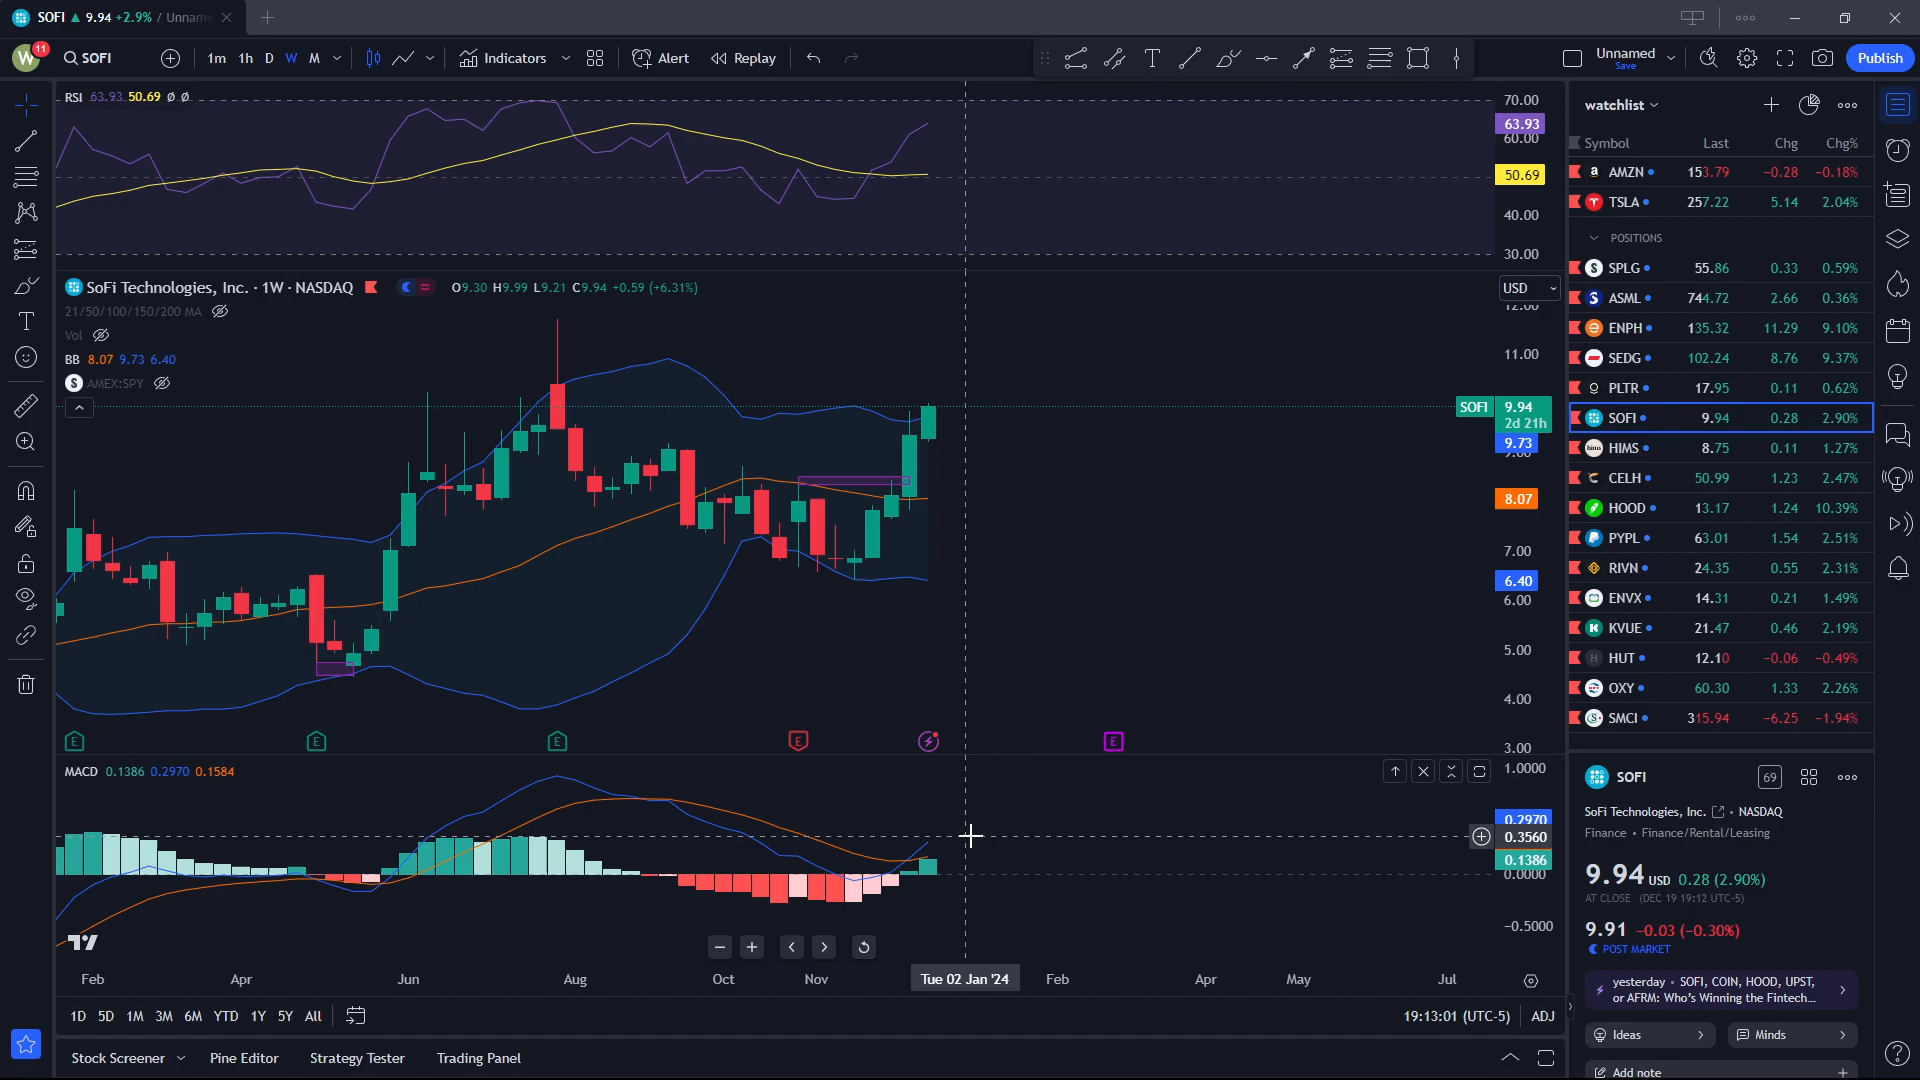 SOFI ▲ 9.94 +2.9% / Unnam
W 11 SOFI 1m 1h D W M Indicators Alert Replay Unnamed Save Publish
RSI 63.93 50.69 ∅ ∅
70.00
63.93
60.00
50.69
40.00
30.00
SoFi Technologies, Inc. · 1W · NASDAQ O9.30 H9.99 L9.21 C9.94 +0.59 (+6.31%)
USD
21/50/100/150/200 MA
12.00
Vol
BB 8.07 9.73 6.40
11.00
S AMEX:SPY
SOFI 9.94
2d 21h
9.73
9.00
8.07
7.00
6.40
6.00
5.00
4.00
3.00
E E E E E
MACD 0.1386 0.2970 0.1584
1.0000
0.2970
0.3560
0.1386
0.0000
−0.5000
Feb Apr Jun Aug Oct Nov Tue 02 Jan '24 Feb Apr May Jul
1D 5D 1M 3M 6M YTD 1Y 5Y All 19:13:01 (UTC-5) ADJ
Stock Screener Pine Editor Strategy Tester Trading Panel
watchlist
Symbol Last Chg Chg%
AMZN 153.79 −0.28 −0.18%
TSLA 257.22 5.14 2.04%
POSITIONS
SPLG 55.86 0.33 0.59%
ASML 744.72 2.66 0.36%
ENPH 135.32 11.29 9.10%
SEDG 102.24 8.76 9.37%
PLTR 17.95 0.11 0.62%
SOFI 9.94 0.28 2.90%
hims HIMS 8.75 0.11 1.27%
CELH 50.99 1.23 2.47%
HOOD 13.17 1.24 10.39%
PYPL 63.01 1.54 2.51%
RIVN 24.35 0.55 2.31%
ENVX 14.31 0.21 1.49%
K KVUE 21.47 0.46 2.19%
H HUT 12.10 −0.06 −0.49%
OXY 60.30 1.33 2.26%
SMCI 315.94 −6.25 −1.94%
SOFI 69
SoFi Technologies, Inc. • NASDAQ
Finance • Finance/Rental/Leasing
9.94 USD 0.28 (2.90%)
AT CLOSE (DEC 19 19:12 UTC-5)
9.91 −0.03 (−0.30%)
POST MARKET
yesterday • SOFI, COIN, HOOD, UPST,
or AFRM: Who's Winning the Fintech...
Ideas Minds
Add note